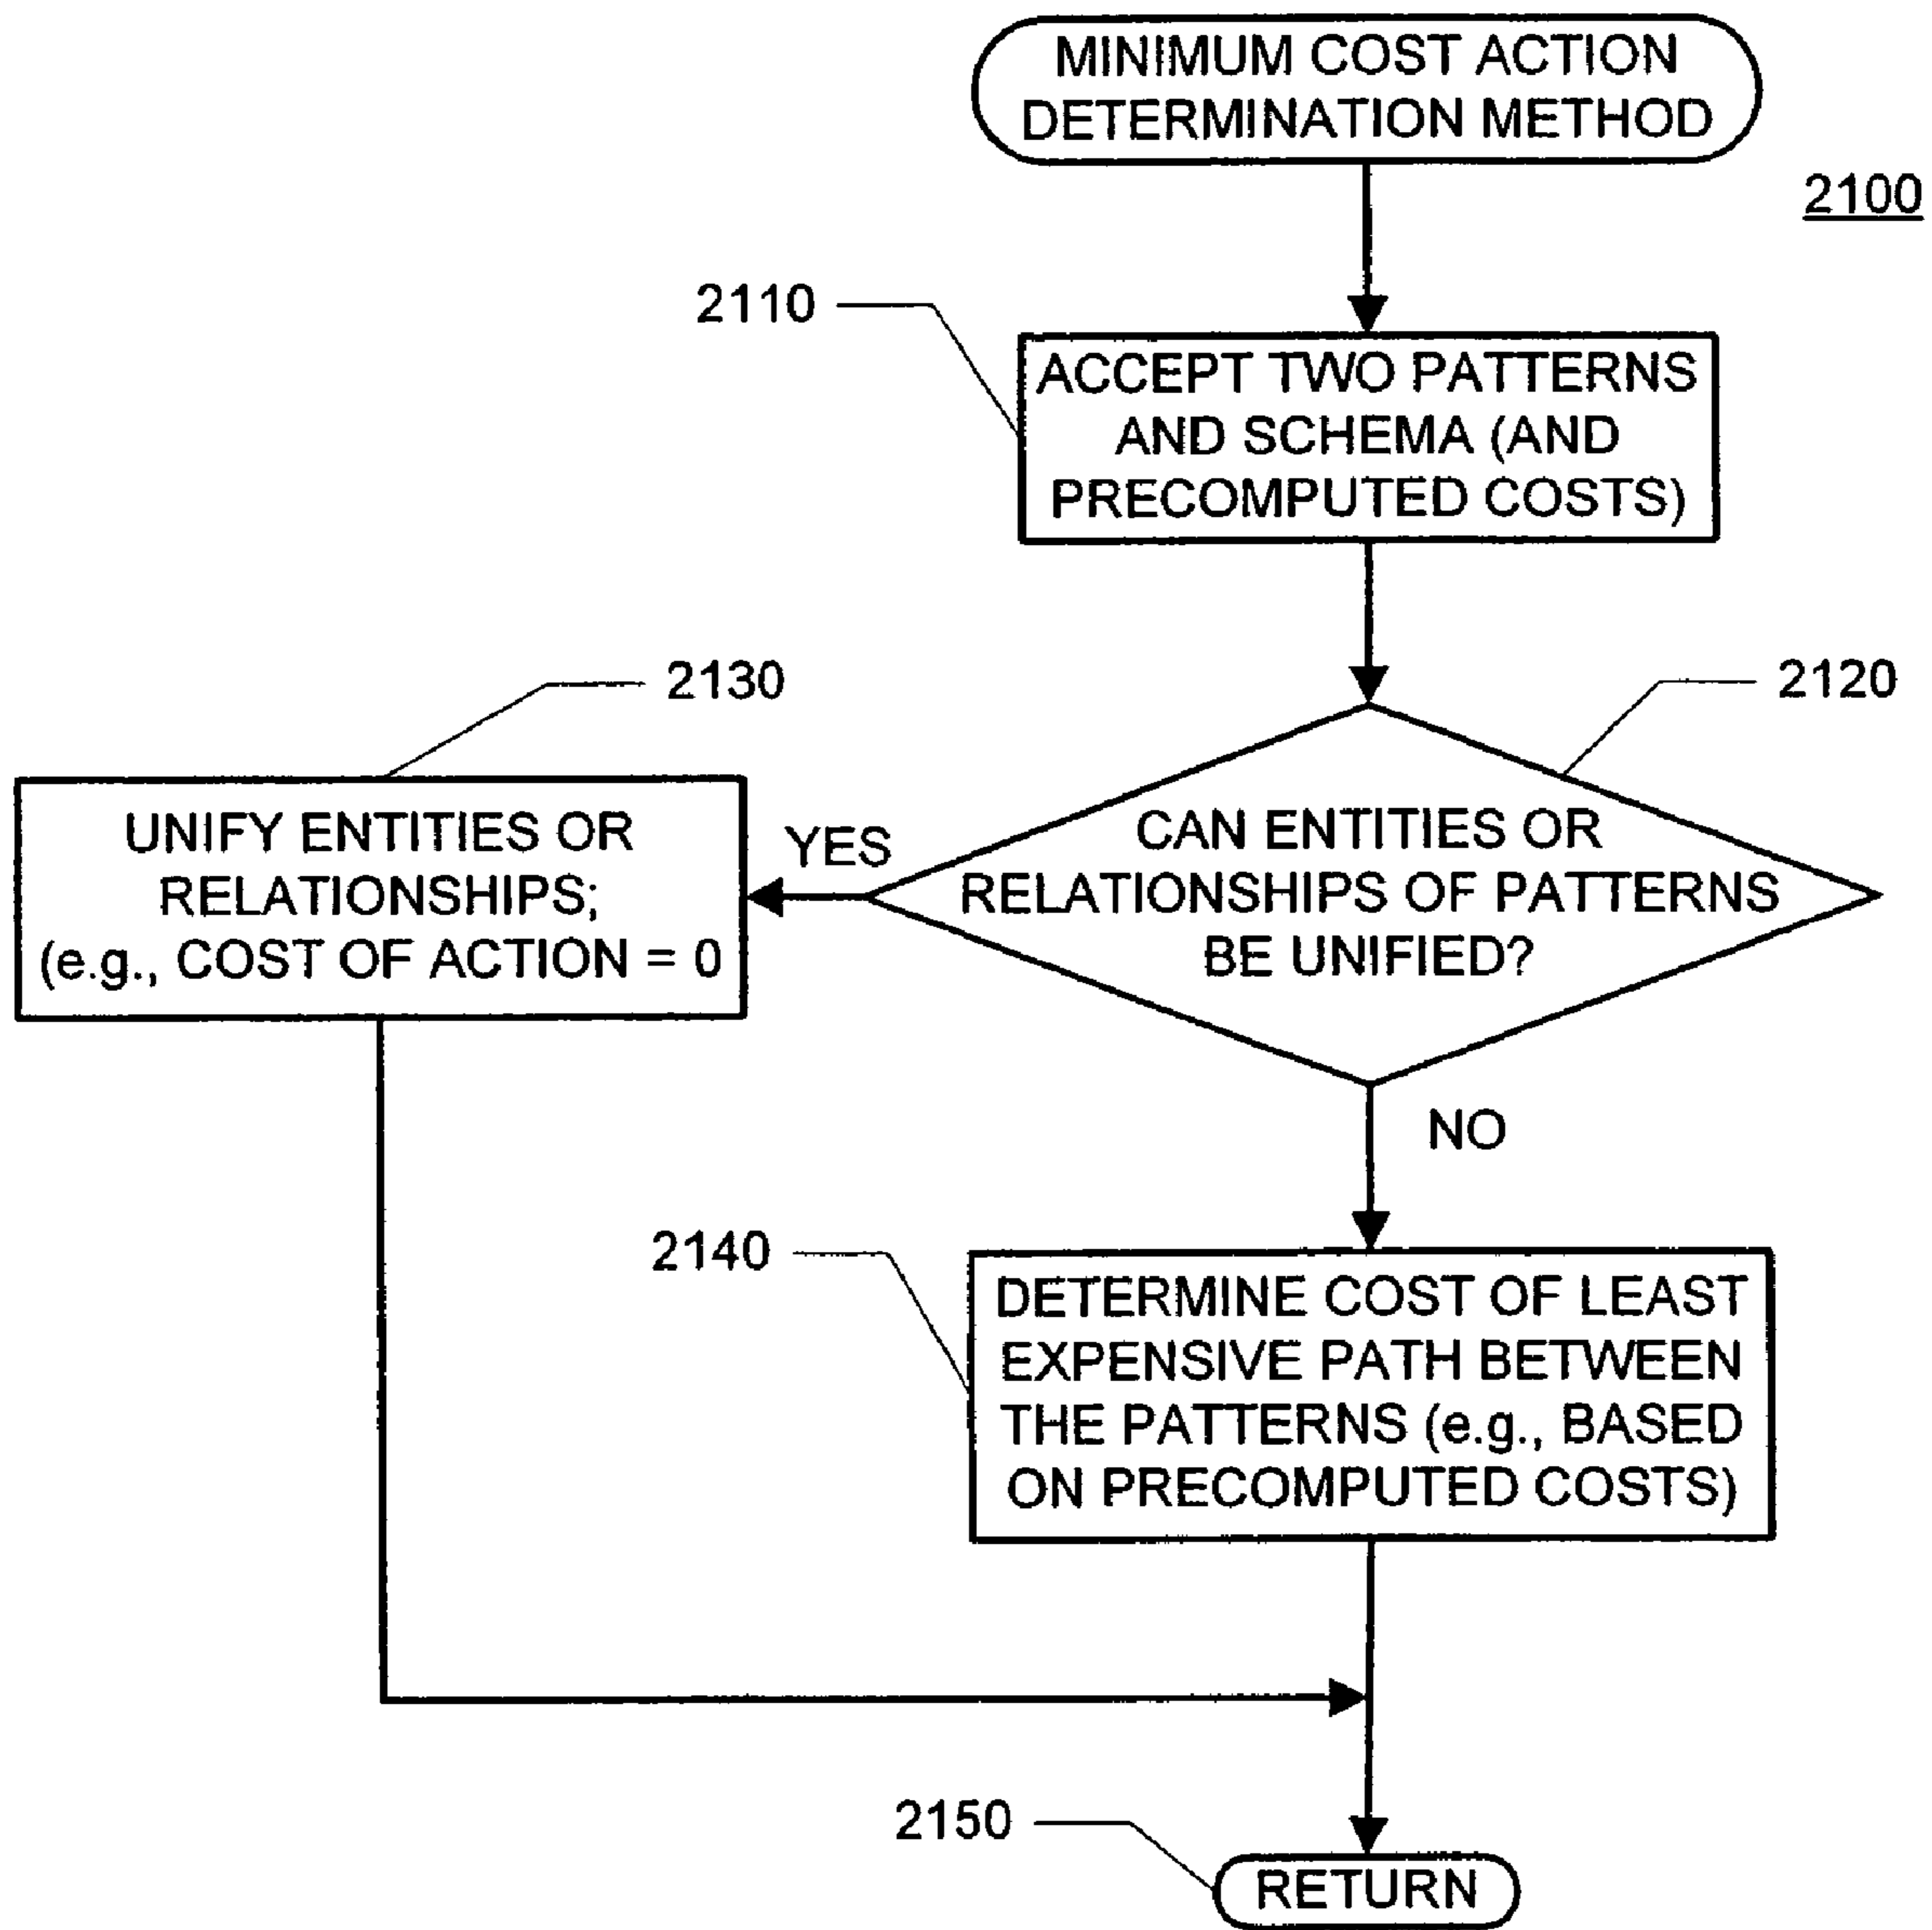 MINIMUM COST ACTION
DETERMINATION METHOD
2100
2110
ACCEPT TWO PATTERNS
AND SCHEMA (AND
PRECOMPUTED COSTS)
2130
2120
UNIFY ENTITIES OR
RELATIONSHIPS;
(e.g., COST OF ACTION = 0
YES
CAN ENTITIES OR
RELATIONSHIPS OF PATTERNS
BE UNIFIED?
NO
2140
DETERMINE COST OF LEAST
EXPENSIVE PATH BETWEEN
THE PATTERNS (e.g., BASED
ON PRECOMPUTED COSTS)
2150
RETURN